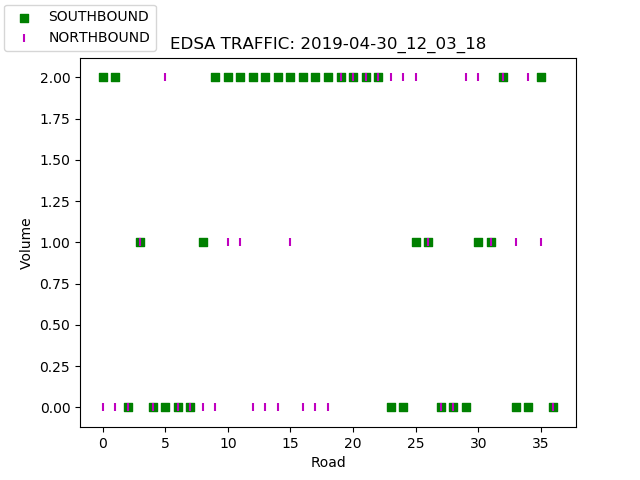 SOUTHBOUND
NORTHBOUND
EDSA TRAFFIC: 2019-04-30_12_03_18
2.00
1.75
1.50
1.25
1.00
0.75
0.50
0.25
0.00
Volume
0 5 10 15 20 25 30 35
Road